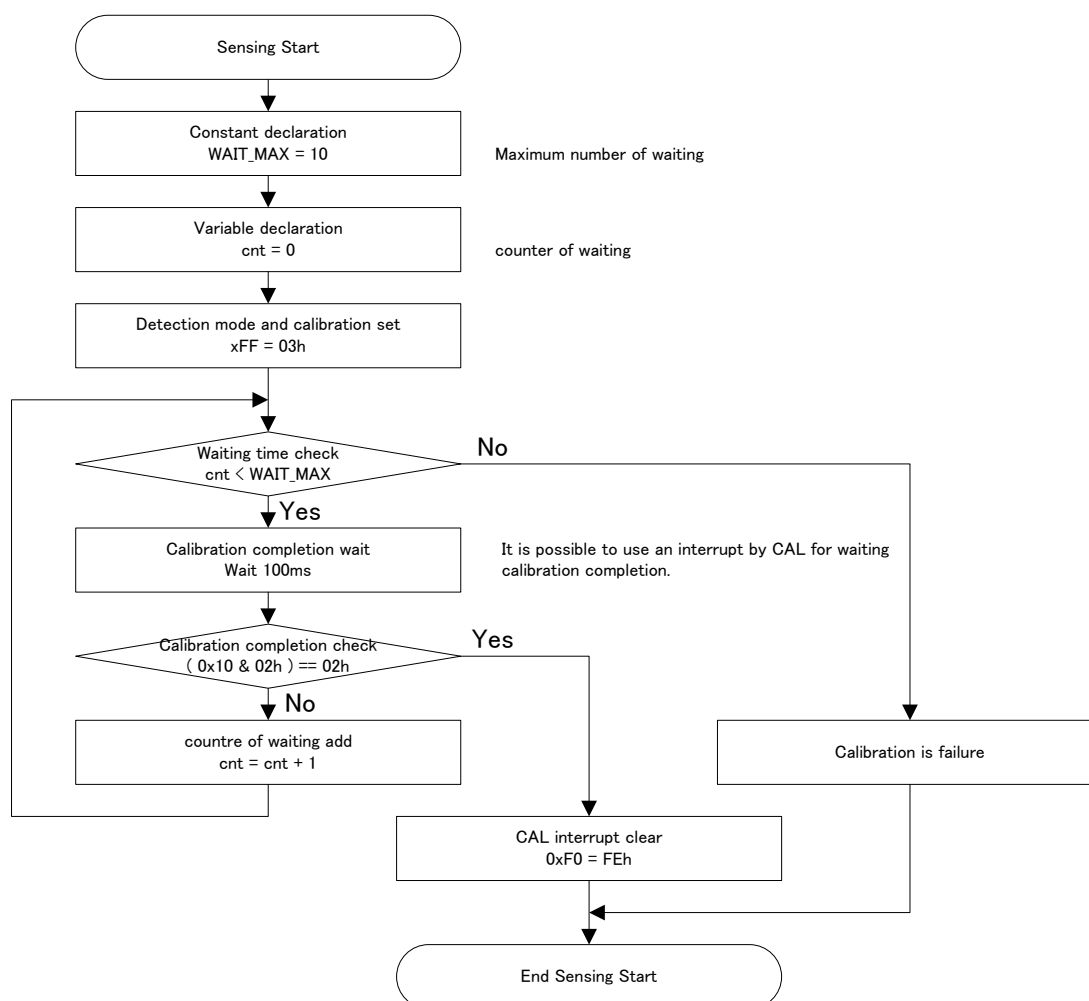 Sensing Start
Constant declaration
WAIT_MAX = 10
Maximum number of waiting
Variable declaration
cnt = 0
counter of waiting
Detection mode and calibration set
xFF = 03h
Waiting time check
cnt < WAIT_MAX
No
Yes
Calibration completion wait
Wait 100ms
It is possible to use an interrupt by CAL for waiting
calibration completion.
Calibration completion check
( 0x10 & 02h ) == 02h
Yes
No
countre of waiting add
cnt = cnt + 1
Calibration is failure
CAL interrupt clear
0xF0 = FEh
End Sensing Start